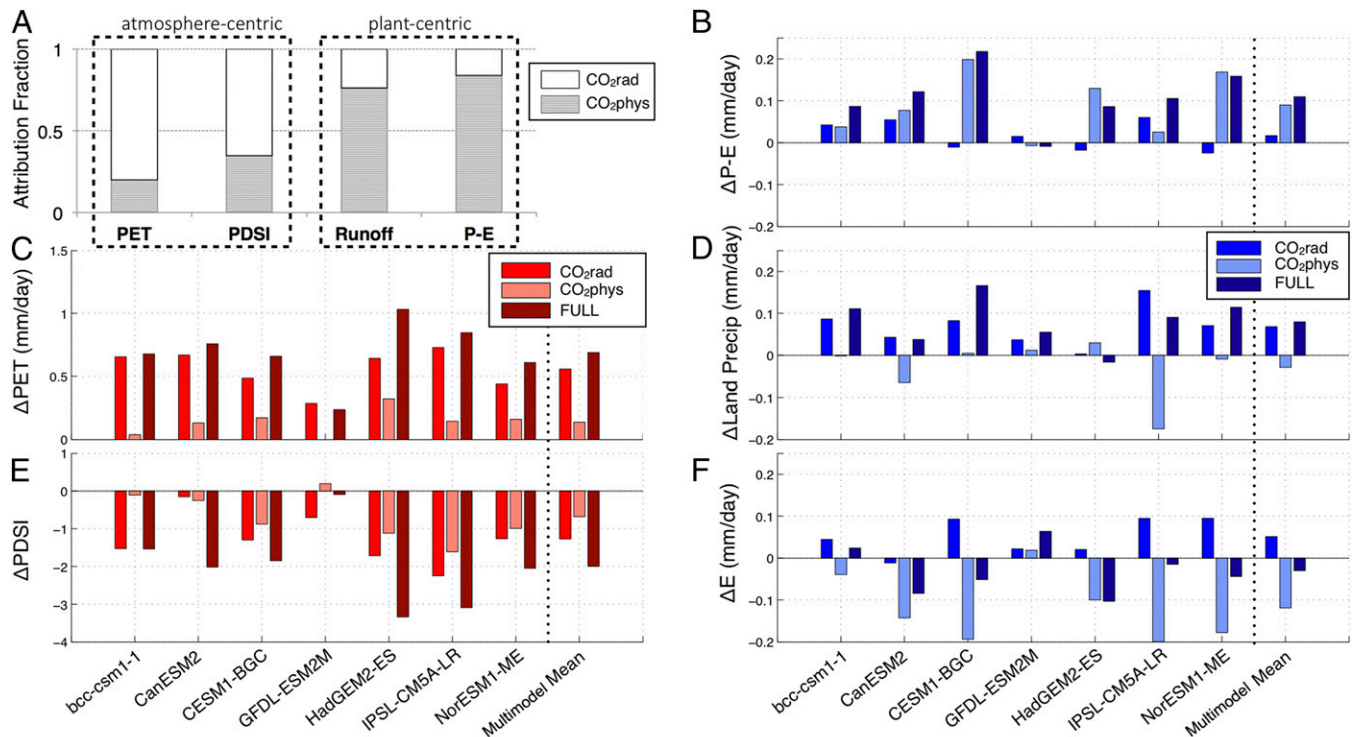 A
atmosphere-centric
plant-centric
Attribution Fraction
1
0.5
0
CO₂rad
CO₂phys
PET
PDSI
Runoff
P-E
B
ΔP-E (mm/day)
0.2
0.1
0
−0.1
−0.2
C
ΔPET (mm/day)
1.5
1
0.5
0
CO₂rad
CO₂phys
FULL
D
ΔLand Precip (mm/day)
0.2
0.1
0
−0.1
−0.2
CO₂rad
CO₂phys
FULL
E
ΔPDSI
1
0
−1
−2
−3
−4
bcc-csm1-1
CanESM2
CESM1-BGC
GFDL-ESM2M
HadGEM2-ES
IPSL-CM5A-LR
NorESM1-ME
Multimodel Mean
F
ΔE (mm/day)
0.2
0.1
0
−0.1
−0.2
bcc-csm1-1
CanESM2
CESM1-BGC
GFDL-ESM2M
HadGEM2-ES
IPSL-CM5A-LR
NorESM1-ME
Multimodel Mean